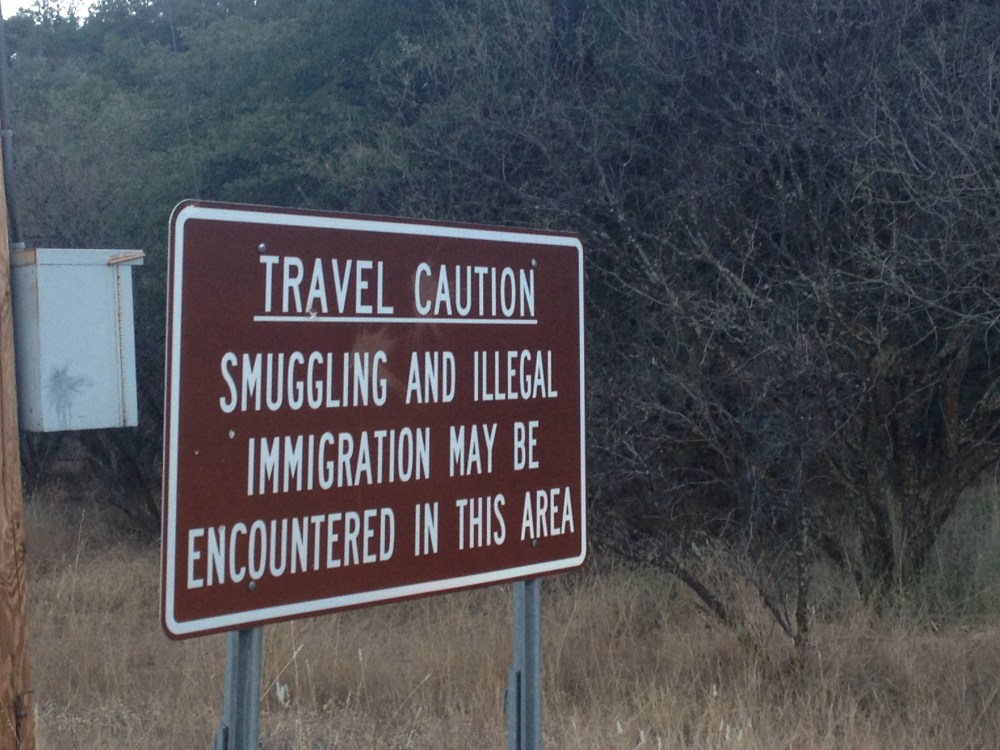 TRAVEL CAUTION
SMUGGLING AND ILLEGAL
IMMIGRATION MAY BE
ENCOUNTERED IN THIS AREA